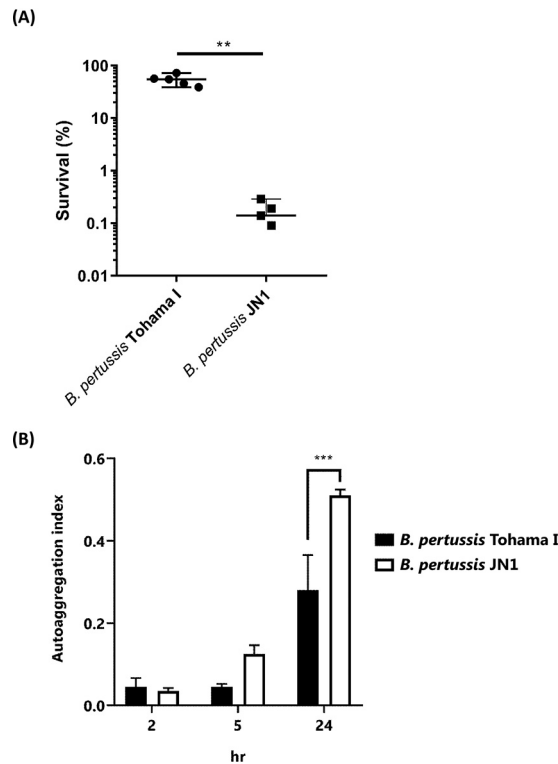 (A)
**
100
10
1
0.1
0.01
Survival (%)
B. pertussis Tohama I
B. pertussis JN1
(B)
0.6
0.4
0.2
0.0
Autoaggregation index
***
2
5
24
hr
B. pertussis Tohama I
B. pertussis JN1